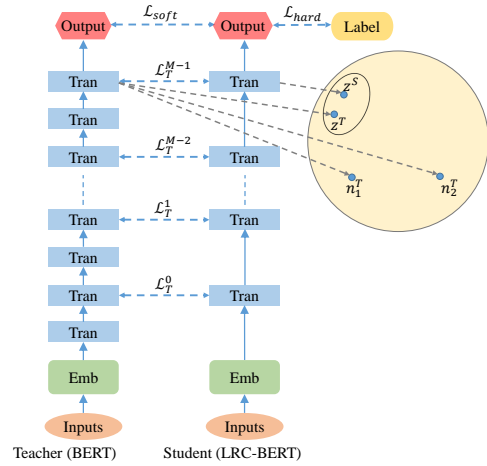 ℒ_soft
ℒ_hard
Output
Output
Label
Tran
ℒ_T^{M-1}
Tran
z^S
Tran
z^T
Tran
ℒ_T^{M-2}
Tran
n_1^T
n_2^T
Tran
ℒ_T^1
Tran
Tran
Tran
ℒ_T^0
Tran
Tran
Emb
Emb
Inputs
Inputs
Teacher (BERT)
Student (LRC-BERT)